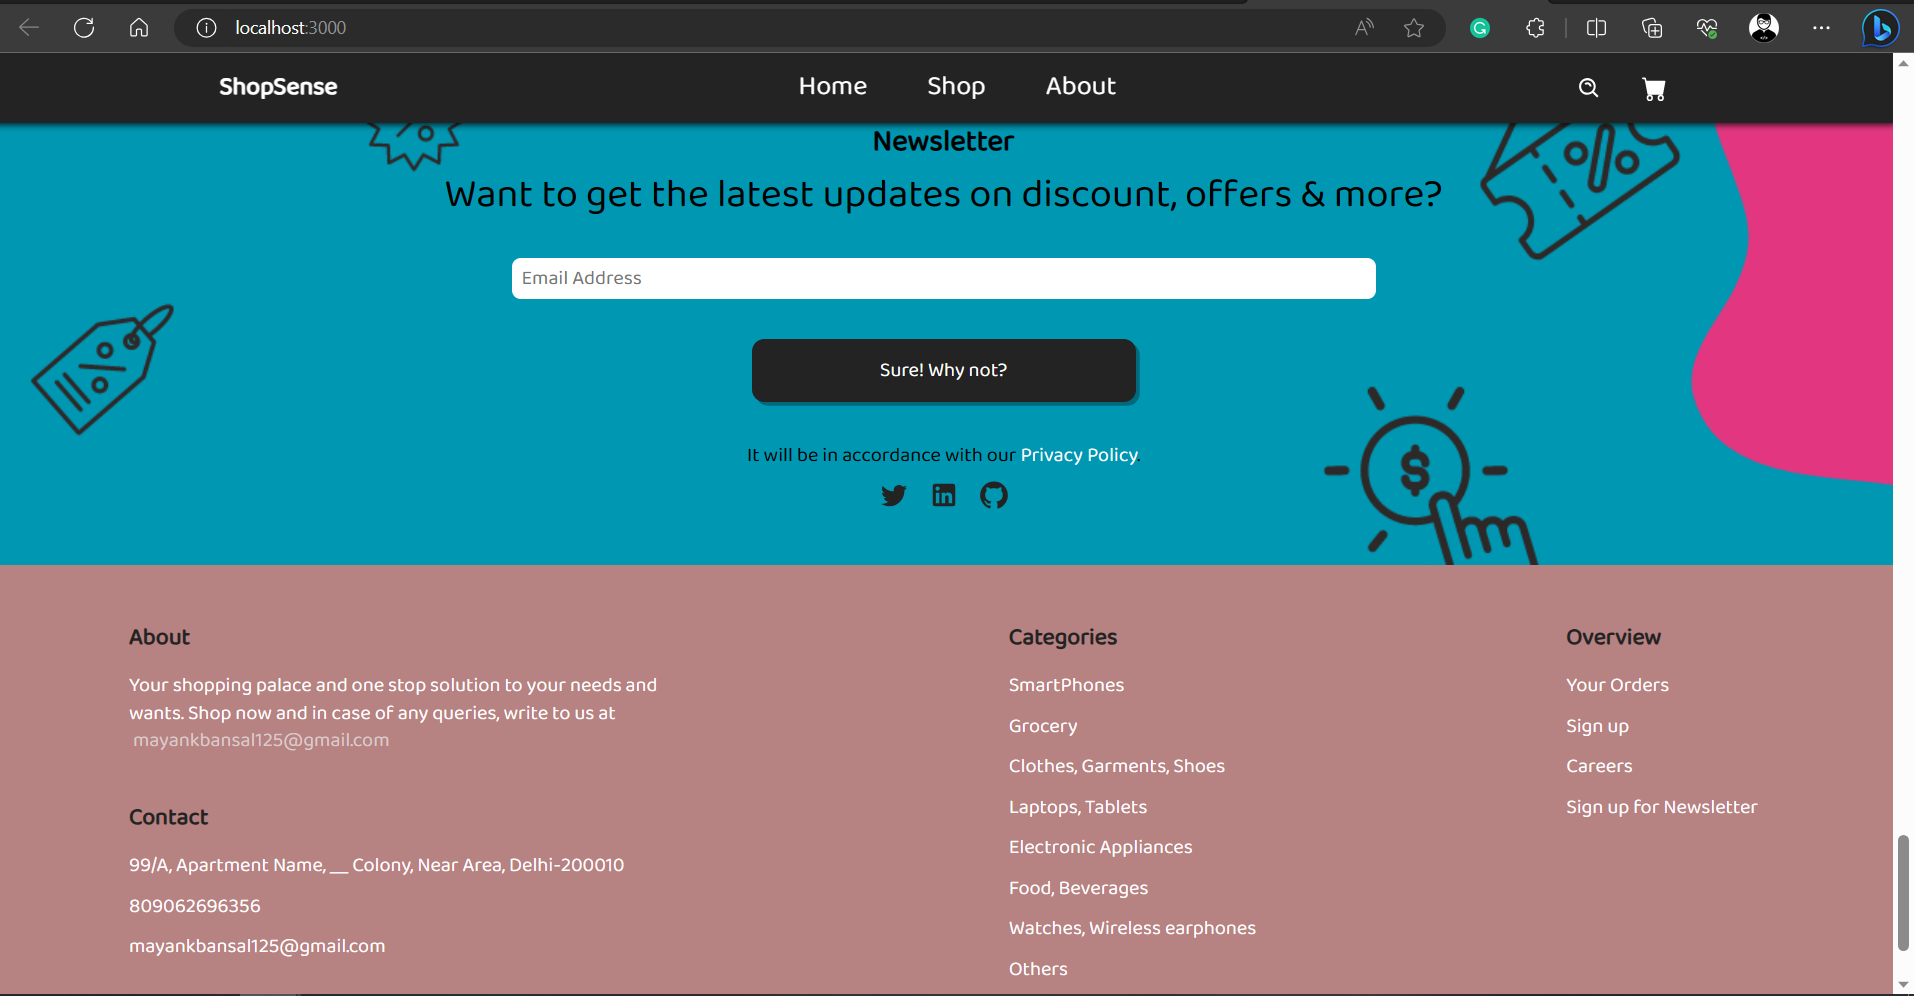 localhost:3000
ShopSense
Home
Shop
About
Newsletter
Want to get the latest updates on discount, offers & more?
Email Address
Sure! Why not?
It will be in accordance with our Privacy Policy.
About
Your shopping palace and one stop solution to your needs and
wants. Shop now and in case of any queries, write to us at
mayankbansal125@gmail.com
Contact
99/A, Apartment Name, __ Colony, Near Area, Delhi-200010
809062696356
mayankbansal125@gmail.com
Categories
SmartPhones
Grocery
Clothes, Garments, Shoes
Laptops, Tablets
Electronic Appliances
Food, Beverages
Watches, Wireless earphones
Others
Overview
Your Orders
Sign up
Careers
Sign up for Newsletter